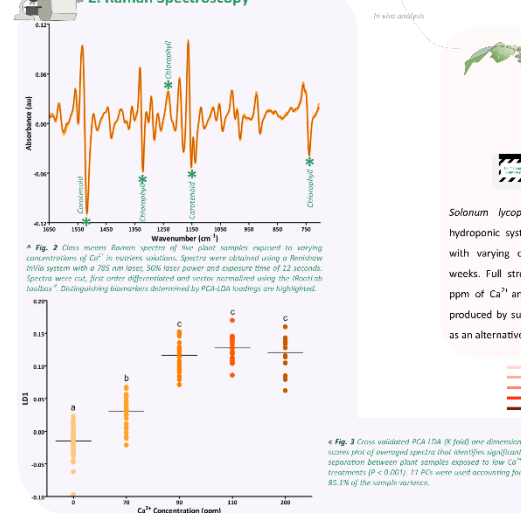 2. Raman Spectroscopy
In vivo analysis
0.12
0.06
0.00
-0.06
-0.12
Absorbance (au)
Carotenoid
Chlorophyll
Chlorophyll
Carotenoid
Chlorophyll
1650 1550 1450 1350 1250 1150 1050 950 850 750
Wavenumber (cm⁻¹)
^ Fig. 2 Class means Raman spectra of live plant samples exposed to varying
concentrations of Ca²⁺ in nutrient solutions. Spectra were obtained using a Renishaw
InVia system with a 785 nm laser, 50% laser power and exposure time of 12 seconds.
Spectra were cut, first order differentiated and vector normalised using the IRootLab
toolbox ⁴. Distinguishing biomarkers determined by PCA-LDA loadings are highlighted.
0.20
0.15
0.10
0.05
0.00
-0.05
-0.10
LD1
a
b
c
c
c
0 70 90 110 200
Ca²⁺ Concentration (ppm)
Solanum lycop
hydroponic syst
with varying c
weeks. Full stre
ppm of Ca²⁺ an
produced by su
as an alternative
< Fig. 3 Cross validated PCA LDA (X-fold) one dimension
scores plot of averaged spectra that identifies significant
separation between plant samples exposed to low Ca²⁺
treatments (P < 0.001). 11 PCs were used accounting for
85.1% of the sample variance.